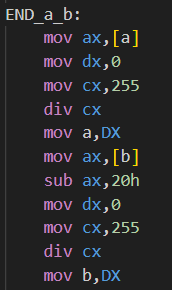 END_a_b:
mov ax,[a]
mov dx,0
mov cx,255
div cx
mov a,DX
mov ax,[b]
sub ax,20h
mov dx,0
mov cx,255
div cx
mov b,DX